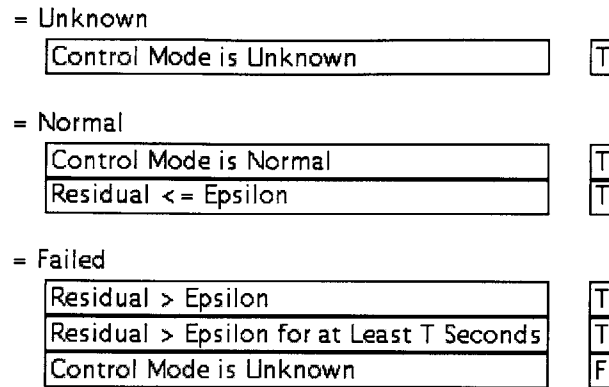 = Unknown
Control Mode is Unknown T
= Normal
Control Mode is Normal T
Residual <= Epsilon T
= Failed
Residual > Epsilon T
Residual > Epsilon for at Least T Seconds T
Control Mode is Unknown F